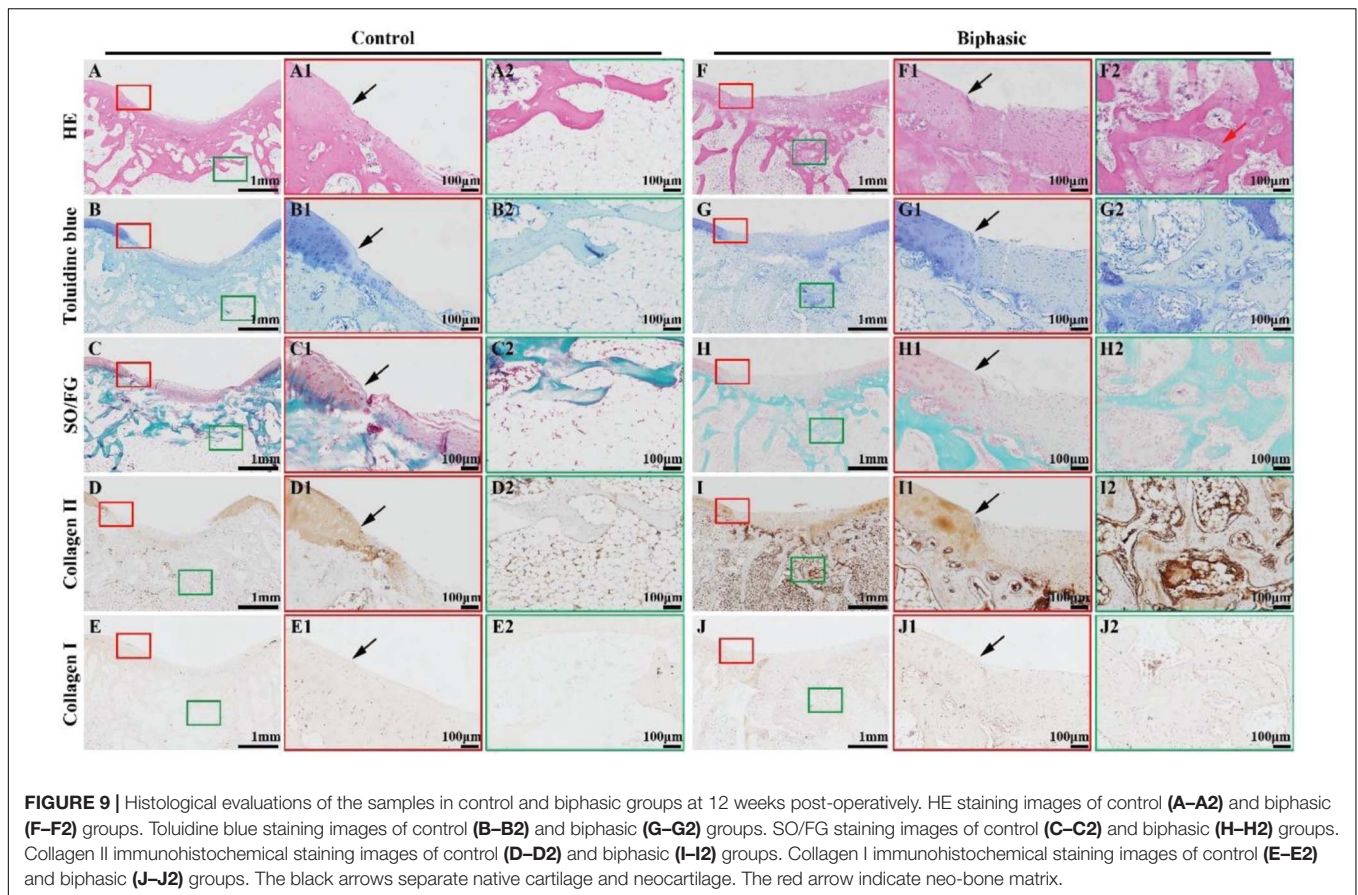 Control Biphasic
HE
A A1 A2 F F1 F2
1mm 100μm 100μm 1mm 100μm 100μm
Toluidine blue
B B1 B2 G G1 G2
1mm 100μm 100μm 1mm 100μm 100μm
SO/FG
C C1 C2 H H1 H2
1mm 100μm 100μm 1mm 100μm 100μm
Collagen II
D D1 D2 I I1 I2
1mm 100μm 100μm 1mm 100μm 100μm
Collagen I
E E1 E2 J J1 J2
1mm 100μm 100μm 1mm 100μm 100μm
FIGURE 9 | Histological evaluations of the samples in control and biphasic groups at 12 weeks post-operatively. HE staining images of control (A–A2) and biphasic
(F–F2) groups. Toluidine blue staining images of control (B–B2) and biphasic (G–G2) groups. SO/FG staining images of control (C–C2) and biphasic (H–H2) groups.
Collagen II immunohistochemical staining images of control (D–D2) and biphasic (I–I2) groups. Collagen I immunohistochemical staining images of control (E–E2)
and biphasic (J–J2) groups. The black arrows separate native cartilage and neocartilage. The red arrow indicate neo-bone matrix.